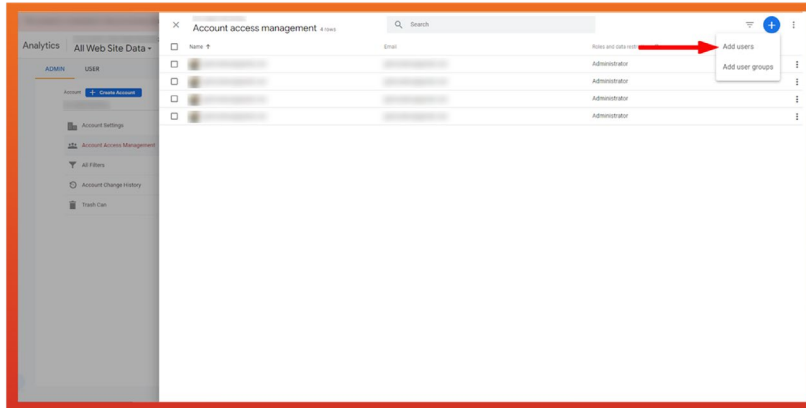 Account access management 4 rows
Search
Analytics
All Web Site Data
Name
Email
Roles and data
Add users
Add user groups
ADMIN
USER
Account
Create Account
Administrator
Administrator
Administrator
Administrator
Account Settings
Account Access Management
All Filters
Account Change History
Trash Can